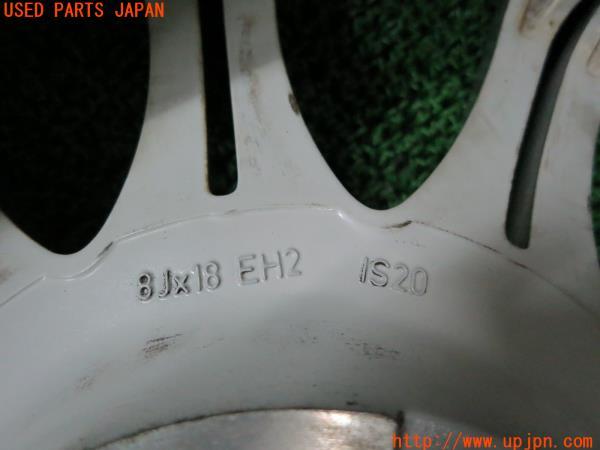 USED PARTS JAPAN
8Jx18 EH2 IS20
http://www.upjpn.com/